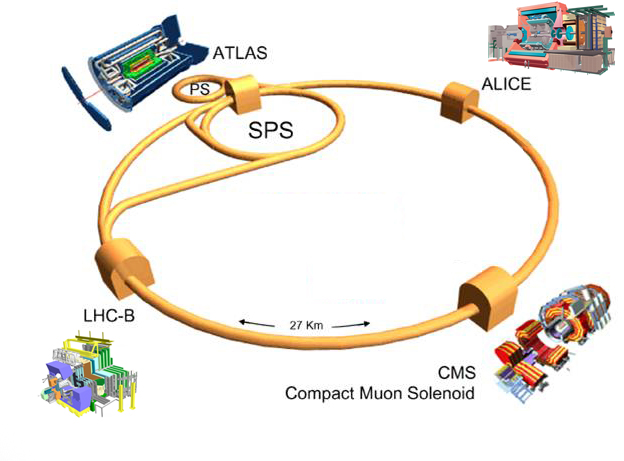 ATLAS
ALICE
PS
SPS
LHC-B
27 Km
CMS
Compact Muon Solenoid